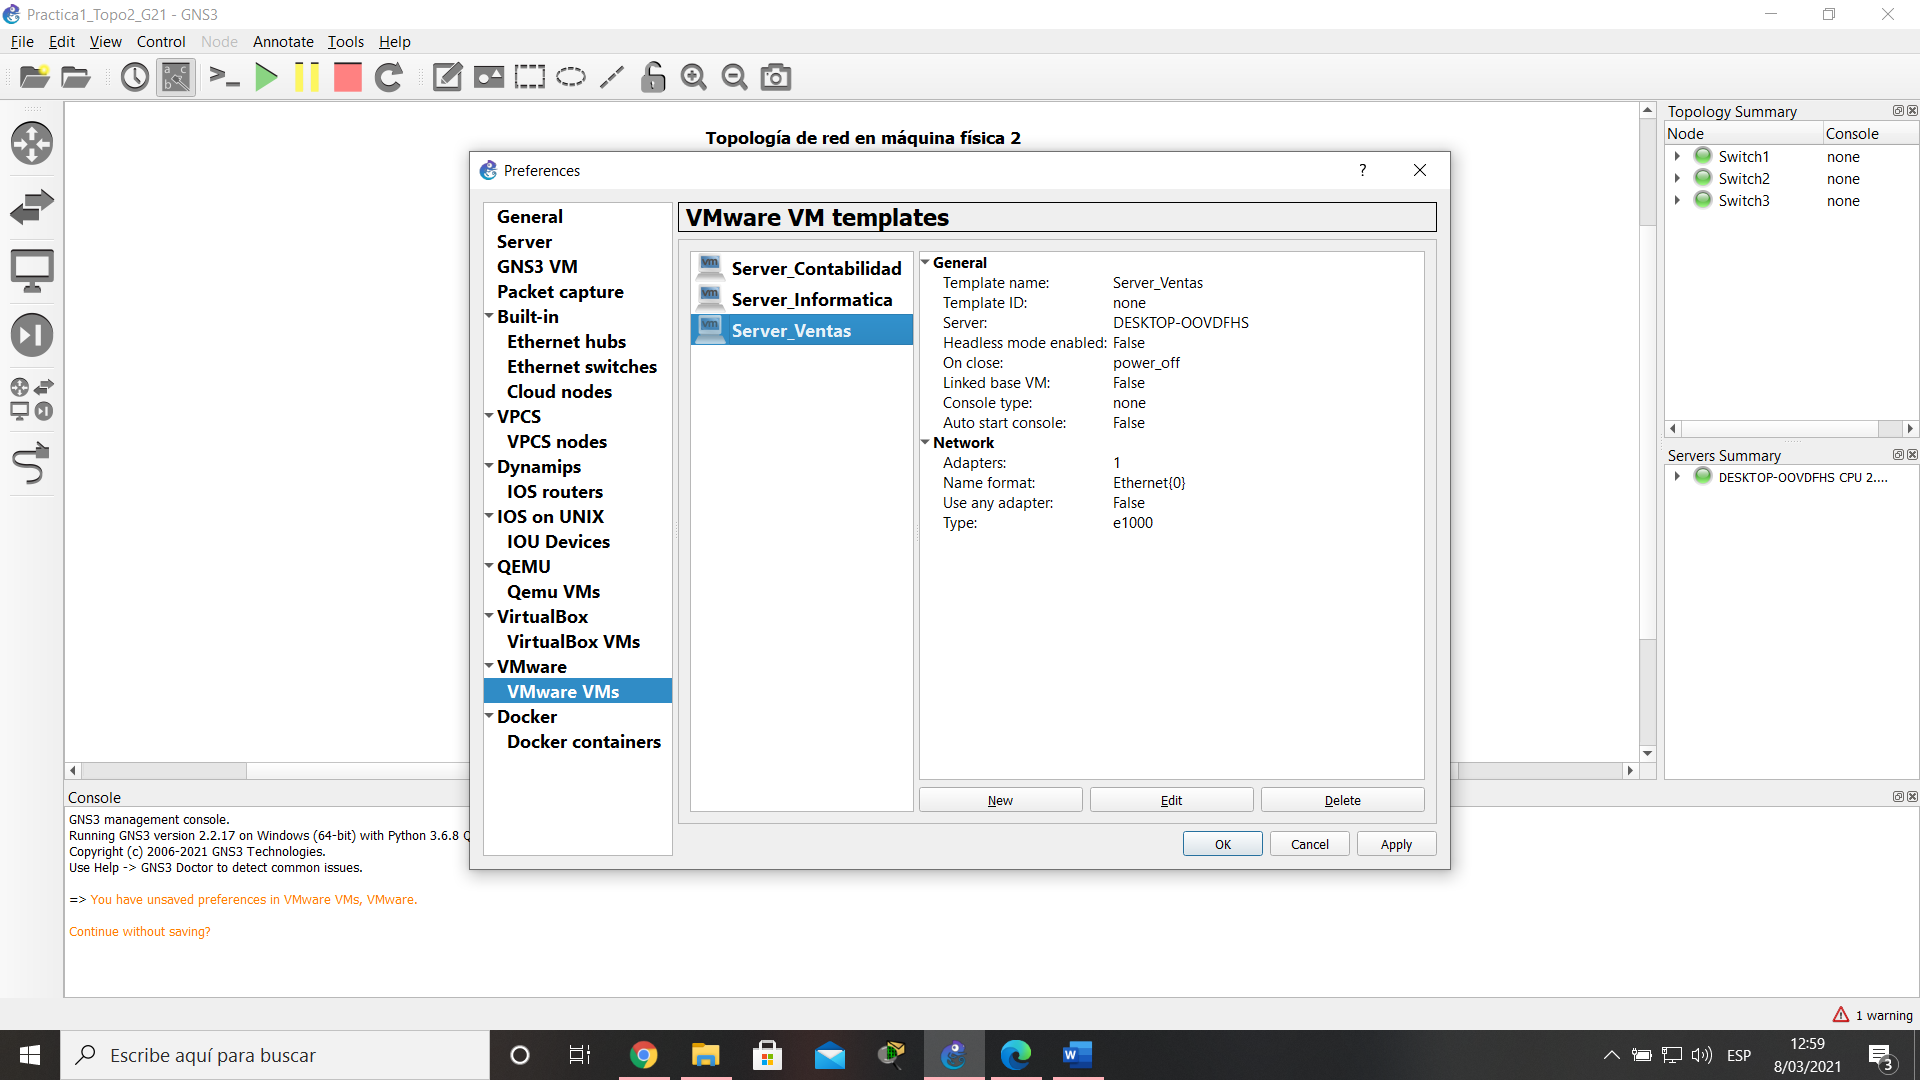 Practica1_Topo2_G21 - GNS3
File Edit View Control Node Annotate Tools Help
Topología de red en máquina física 2
Topology Summary
Node Console
Switch1 none
Switch2 none
Switch3 none
Servers Summary
DESKTOP-OOVDFHS CPU 2....
Preferences
?
General
Server
GNS3 VM
Packet capture
Built-in
Ethernet hubs
Ethernet switches
Cloud nodes
VPCS
VPCS nodes
Dynamips
IOS routers
IOS on UNIX
IOU Devices
QEMU
Qemu VMs
VirtualBox
VirtualBox VMs
VMware
VMware VMs
Docker
Docker containers
VMware VM templates
vm Server_Contabilidad
vm Server_Informatica
vm Server_Ventas
General
Template name: Server_Ventas
Template ID: none
Server: DESKTOP-OOVDFHS
Headless mode enabled: False
On close: power_off
Linked base VM: False
Console type: none
Auto start console: False
Network
Adapters: 1
Name format: Ethernet{0}
Use any adapter: False
Type: e1000
New Edit Delete
OK Cancel Apply
Console
GNS3 management console.
Running GNS3 version 2.2.17 on Windows (64-bit) with Python 3.6.8
Copyright (c) 2006-2021 GNS3 Technologies.
Use Help -> GNS3 Doctor to detect common issues.
=> You have unsaved preferences in VMware VMs, VMware.
Continue without saving?
1 warning
Escribe aquí para buscar
ESP
12:59
8/03/2021
3